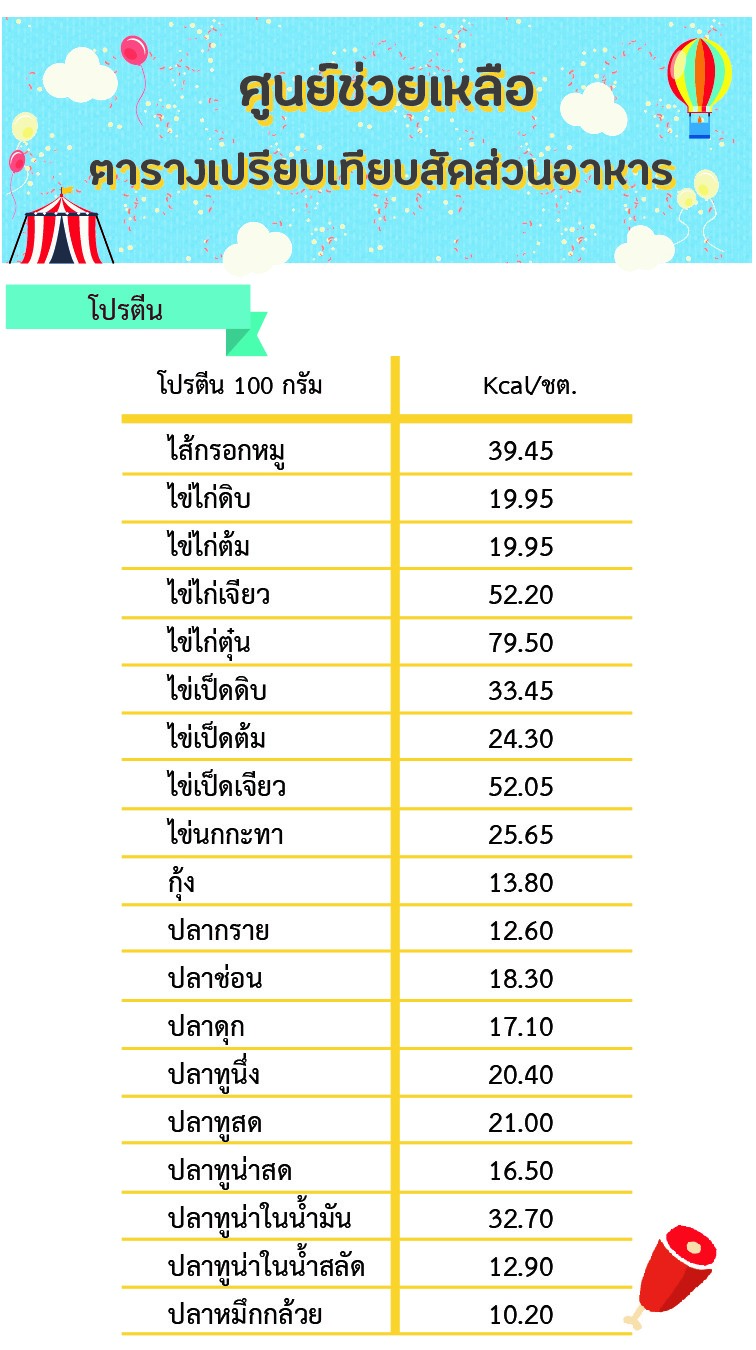 ศูนย์ช่วยเหลือ
ตารางเปรียบเทียบสัดส่วนอาหาร
โปรตีน
โปรตีน 100 กรัม Kcal/ชต.
ไส้กรอกหมู 39.45
ไข่ไก่ดิบ 19.95
ไข่ไก่ต้ม 19.95
ไข่ไก่เจียว 52.20
ไข่ไก่ตุ๋น 79.50
ไข่เป็ดดิบ 33.45
ไข่เป็ดต้ม 24.30
ไข่เป็ดเจียว 52.05
ไข่นกกะทา 25.65
กุ้ง 13.80
ปลากราย 12.60
ปลาช่อน 18.30
ปลาดุก 17.10
ปลาทูนึ่ง 20.40
ปลาทูสด 21.00
ปลาทูน่าสด 16.50
ปลาทูน่าในน้ำมัน 32.70
ปลาทูน่าในน้ำสลัด 12.90
ปลาหมึกกล้วย 10.20